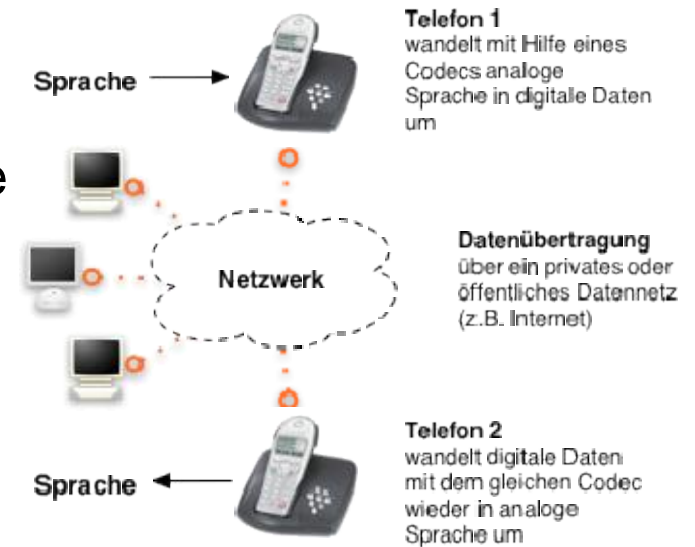 Telefon 1
wandelt mit Hilfe eines
Codecs analoge
Sprache in digitale Daten
um
Sprache
e
Netzwerk
Datenübertragung
über ein privates oder
öffentliches Datennetz
(z.B. Internet)
Telefon 2
wandelt digitale Daten
mit dem gleichen Codec
wieder in analoge
Sprache um
Sprache